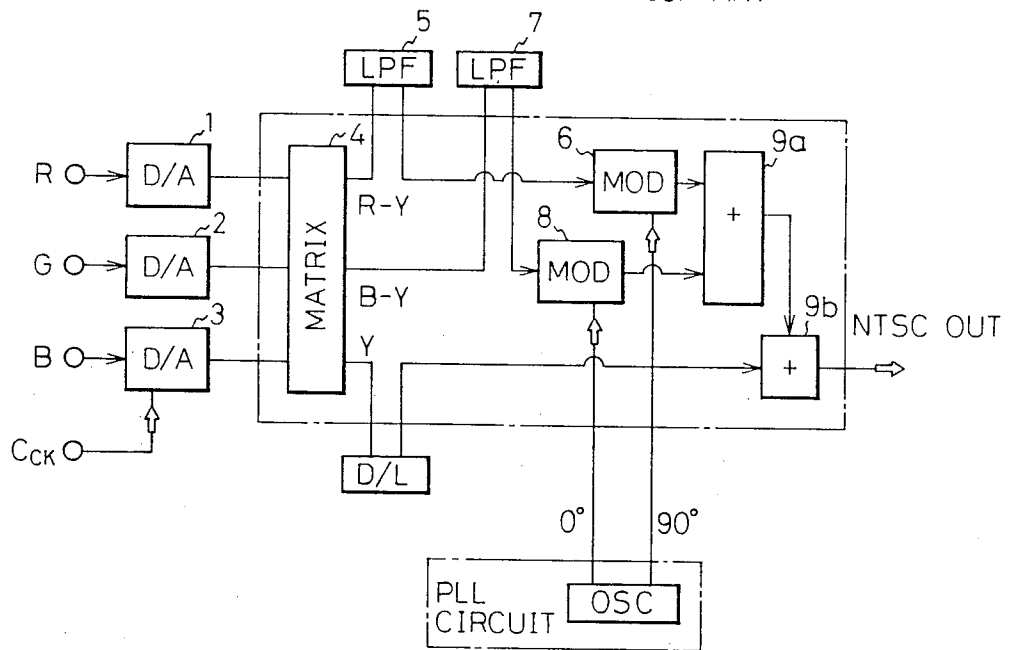 5
7
LPF
LPF
1
4
6
9a
R
D/A
MOD
+
R-Y
2
8
G
D/A
MATRIX
MOD
B-Y
3
9b
NTSC OUT
Y
B
D/A
+
CCK
D/L
0°
90°
PLL
CIRCUIT
OSC